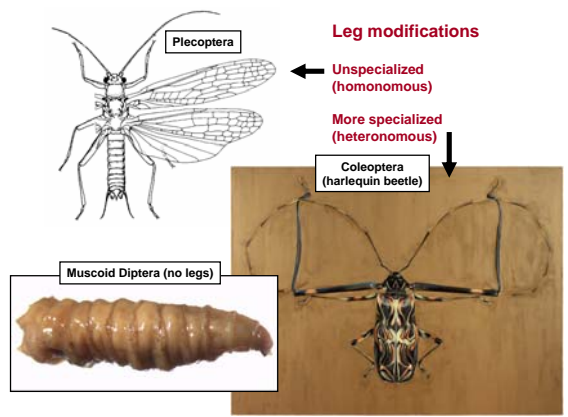 Leg modifications
Plecoptera
Unspecialized
(homonomous)
More specialized
(heteronomous)
Coleoptera
(harlequin beetle)
Muscoid Diptera (no legs)